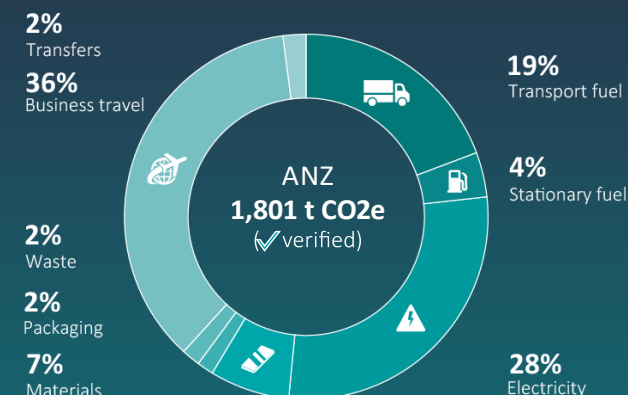 2%
Transfers
36%
Business travel
19%
Transport fuel
4%
Stationary fuel
ANZ
1,801 t CO2e
(✓verified)
2%
Waste
2%
Packaging
7%
Materials
28%
Electricity